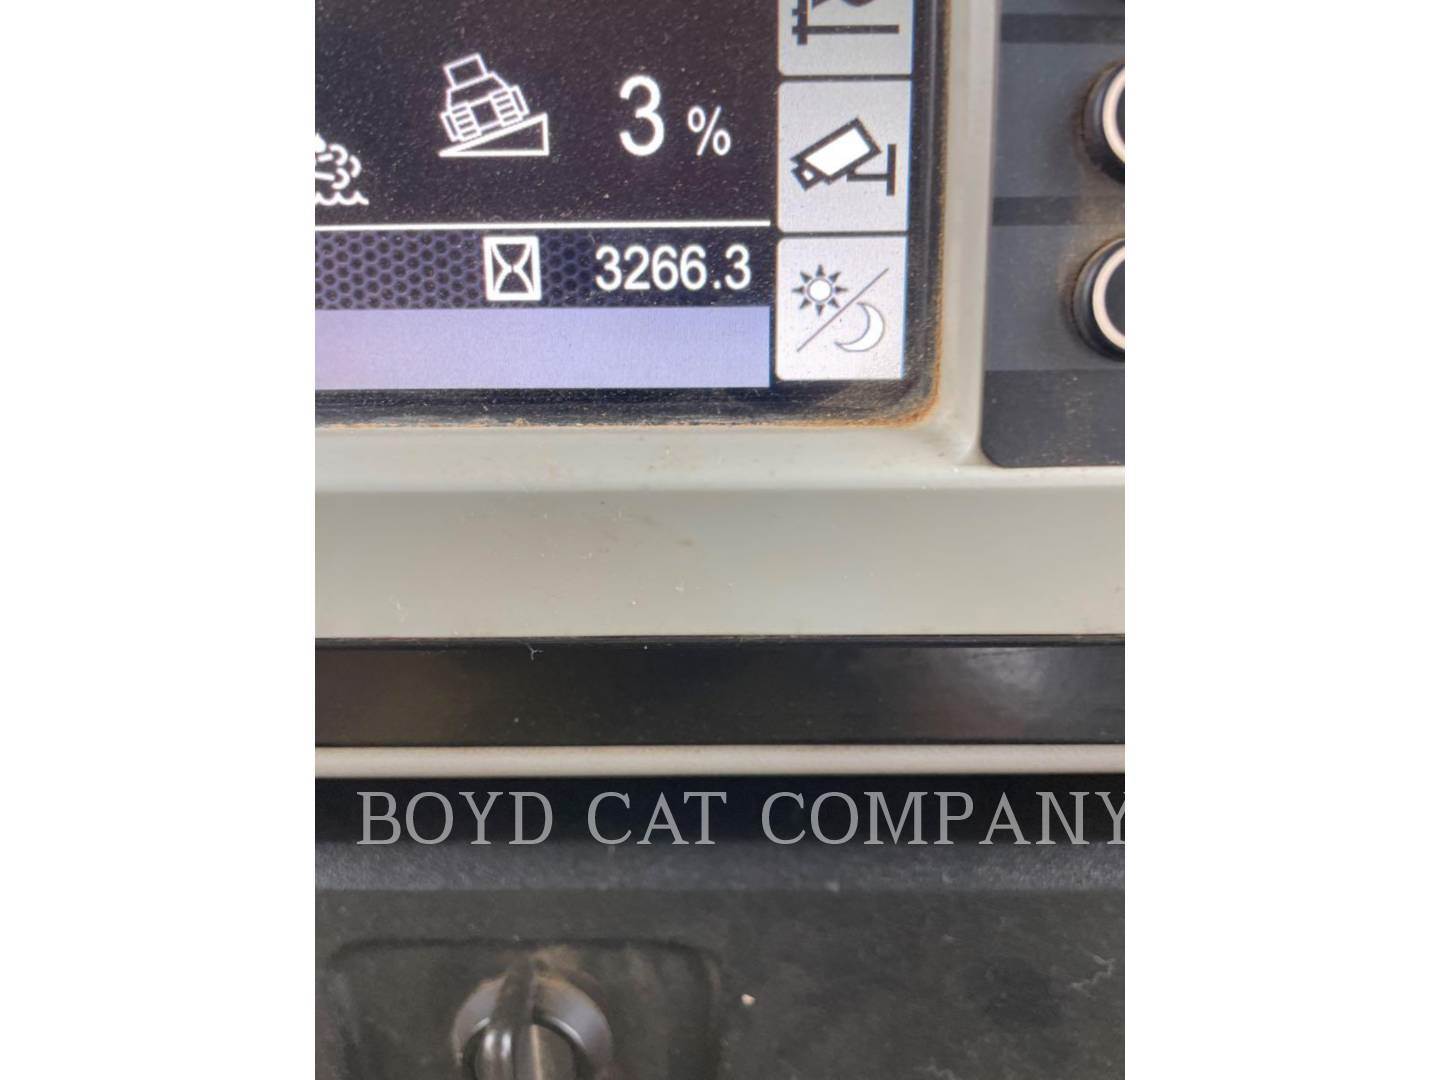 3 %
3266.3
BOYD CAT COMPANY